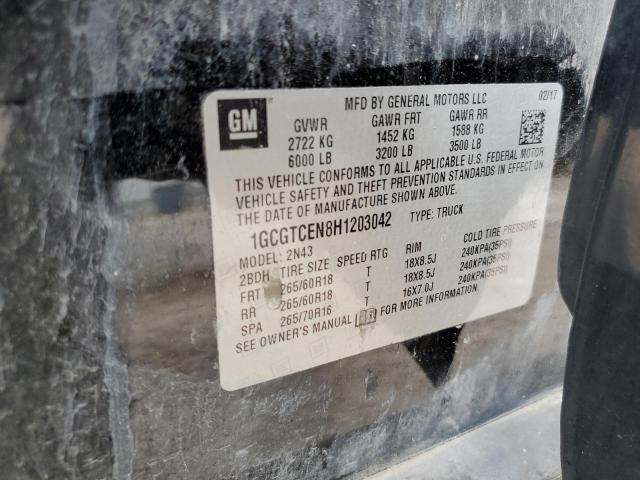 GM
MFD BY GENERAL MOTORS LLC 02/17
GVWR GAWR FRT GAWR RR
2722 KG 1452 KG 1588 KG
6000 LB 3200 LB 3500 LB
THIS VEHICLE CONFORMS TO ALL APPLICABLE U.S. FEDERAL MOTOR
VEHICLE SAFETY AND THEFT PREVENTION STANDARDS IN EFFECT ON
THE DATE OF MANUFACTURE SHOWN ABOVE.
1GCGTCEN8H1203042 TYPE: TRUCK
MODEL: 2N43
2BDH TIRE SIZE SPEED RTG RIM COLD TIRE PRESSURE
FRT 265/60R18 T 18X8.5J 240KPA(35PSI)
RR 265/60R18 T 18X8.5J 240KPA(35PSI)
SPA 265/70R16 T 16X7.0J 240KPA(35PSI)
SEE OWNER'S MANUAL FOR MORE INFORMATION